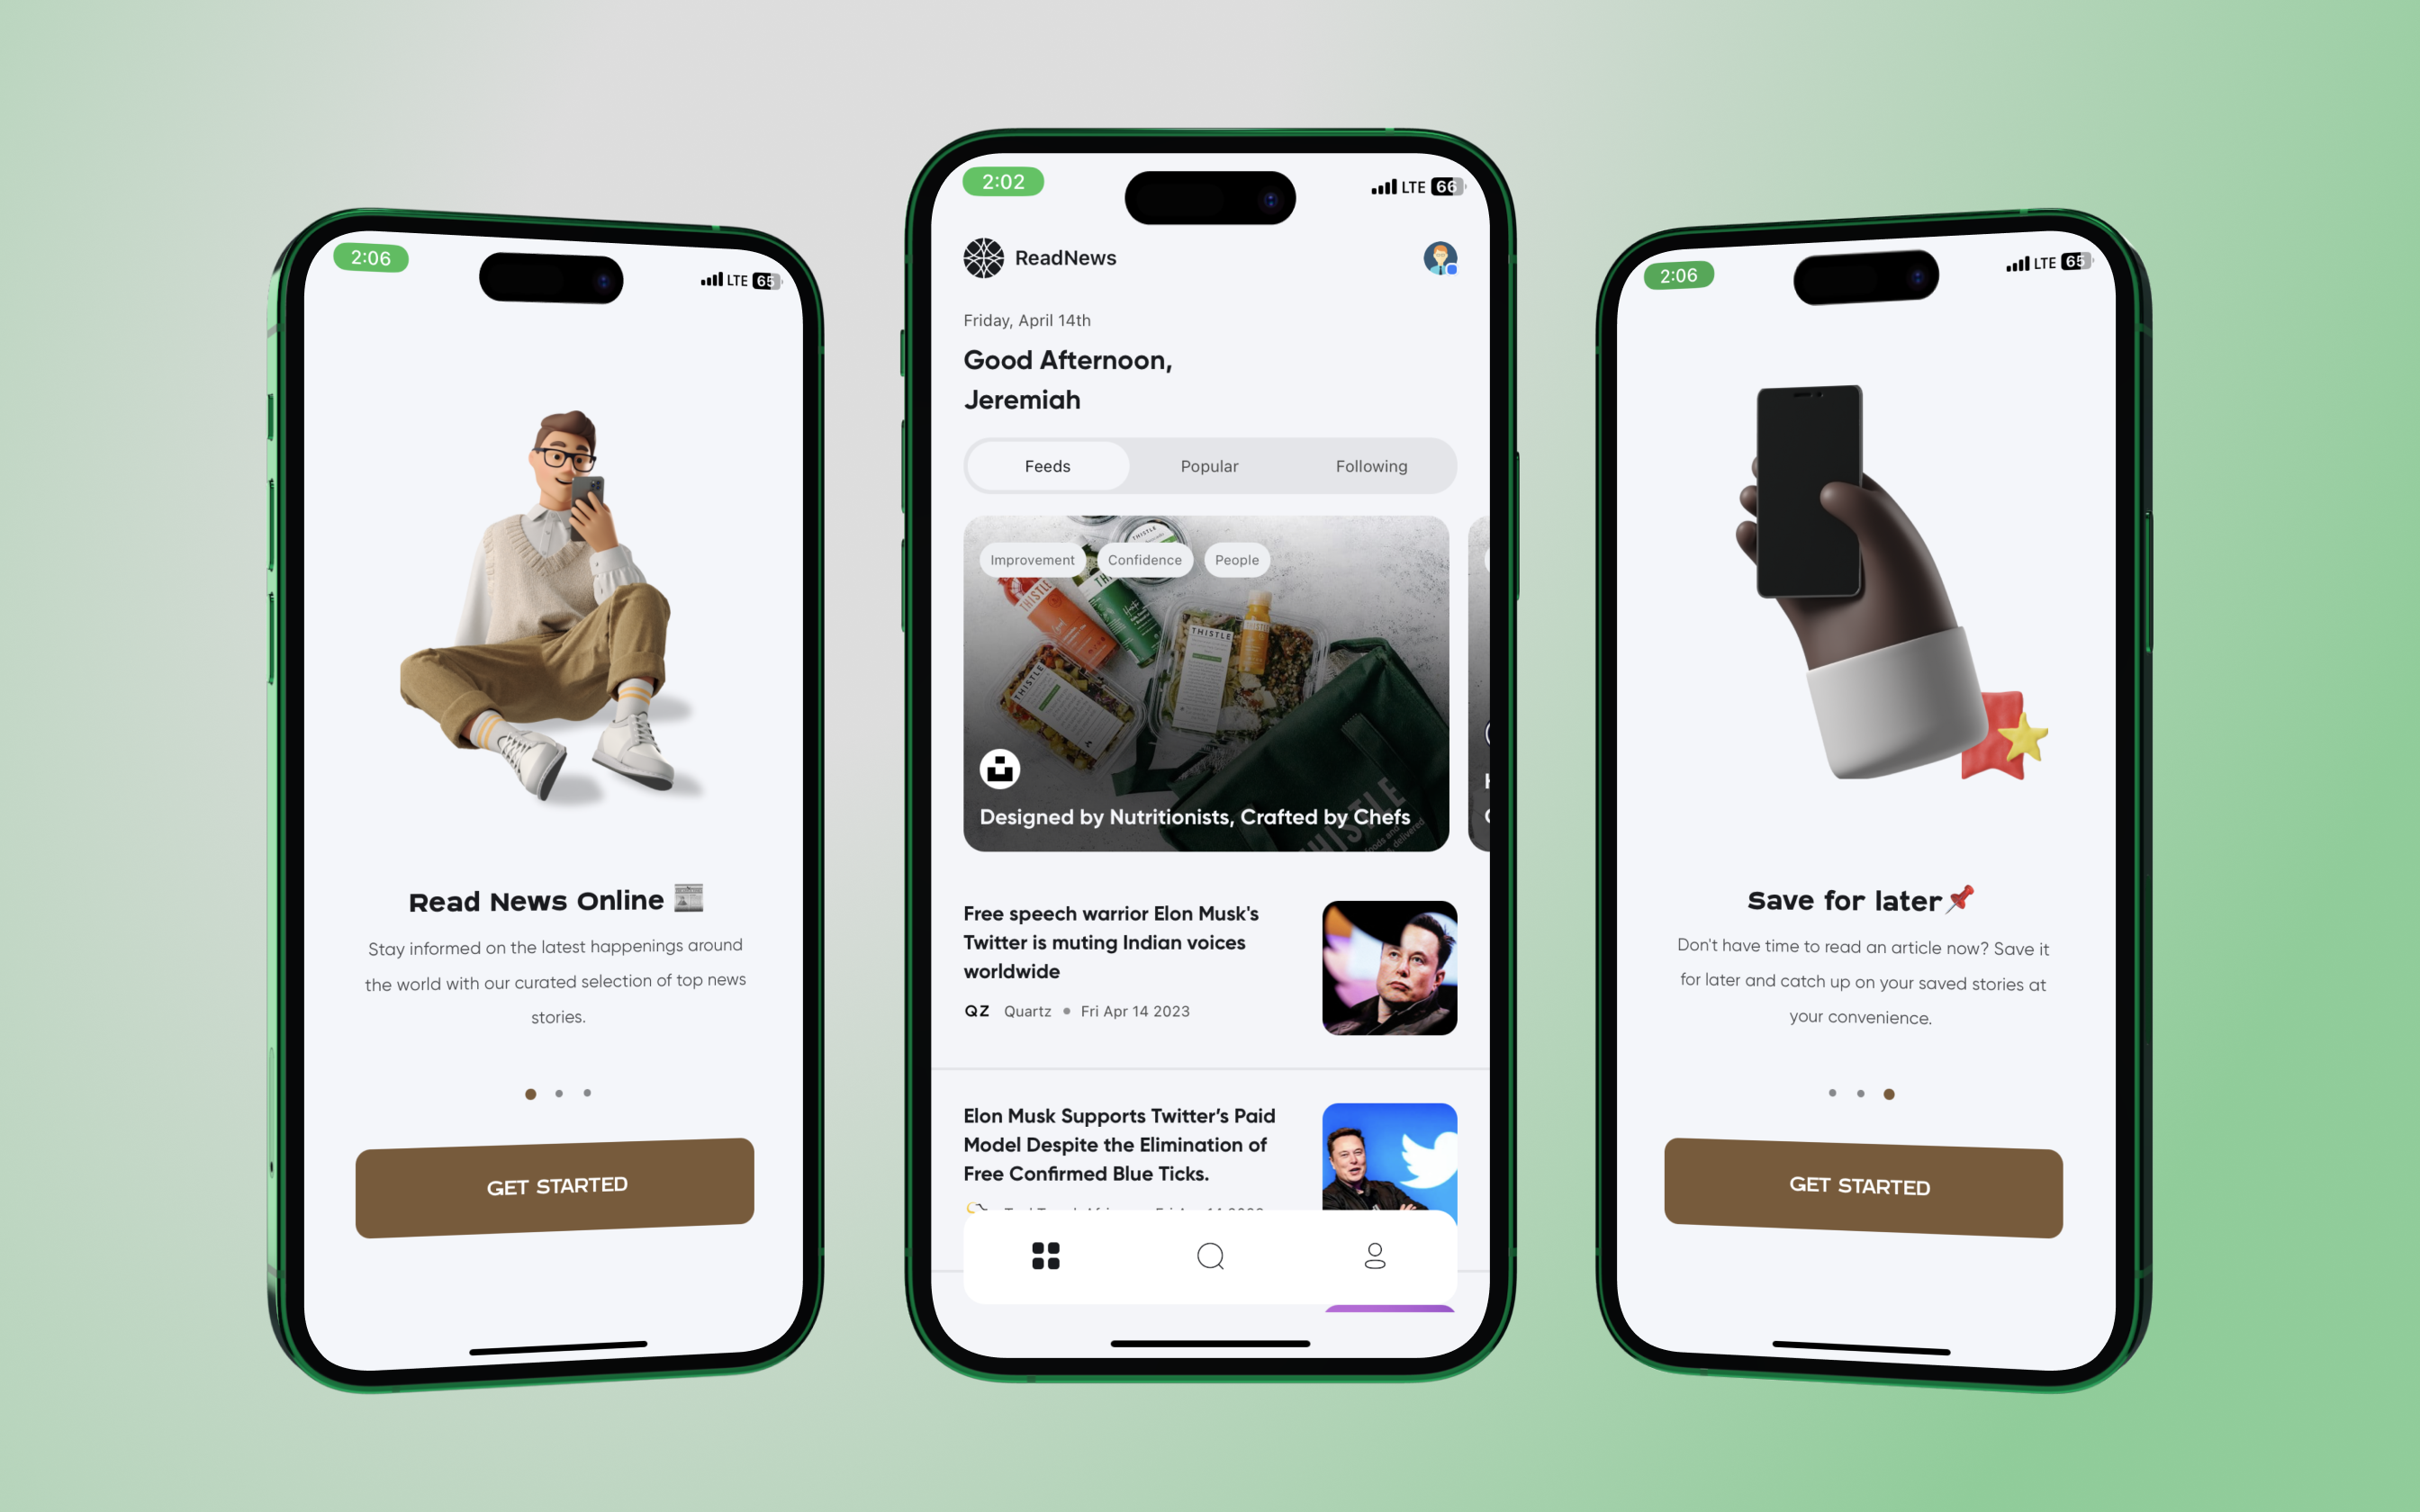 2:06
LTE 65
Read News Online
Stay informed on the latest happenings around
the world with our curated selection of top news
stories.
GET STARTED
2:02
LTE 66
ReadNews
Friday, April 14th
Good Afternoon,
Jeremiah
Feeds Popular Following
Improvement Confidence People
THISTLE
THISTLE
THISTLE
THISTLE
Designed by Nutritionists, Crafted by Chefs
Free speech warrior Elon Musk's
Twitter is muting Indian voices
worldwide
QZ Quartz • Fri Apr 14 2023
Elon Musk Supports Twitter’s Paid
Model Despite the Elimination of
Free Confirmed Blue Ticks.
2:06
LTE 65
Save for later
Don't have time to read an article now? Save it
for later and catch up on your saved stories at
your convenience.
GET STARTED